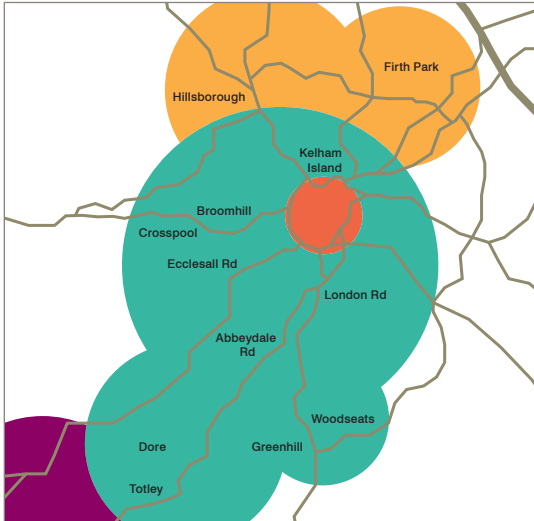 Firth Park
Hillsborough
Kelham
Island
Broomhill
Crosspool
Ecclesall Rd
London Rd
Abbeydale
Rd
Woodseats
Dore
Greenhill
Totley